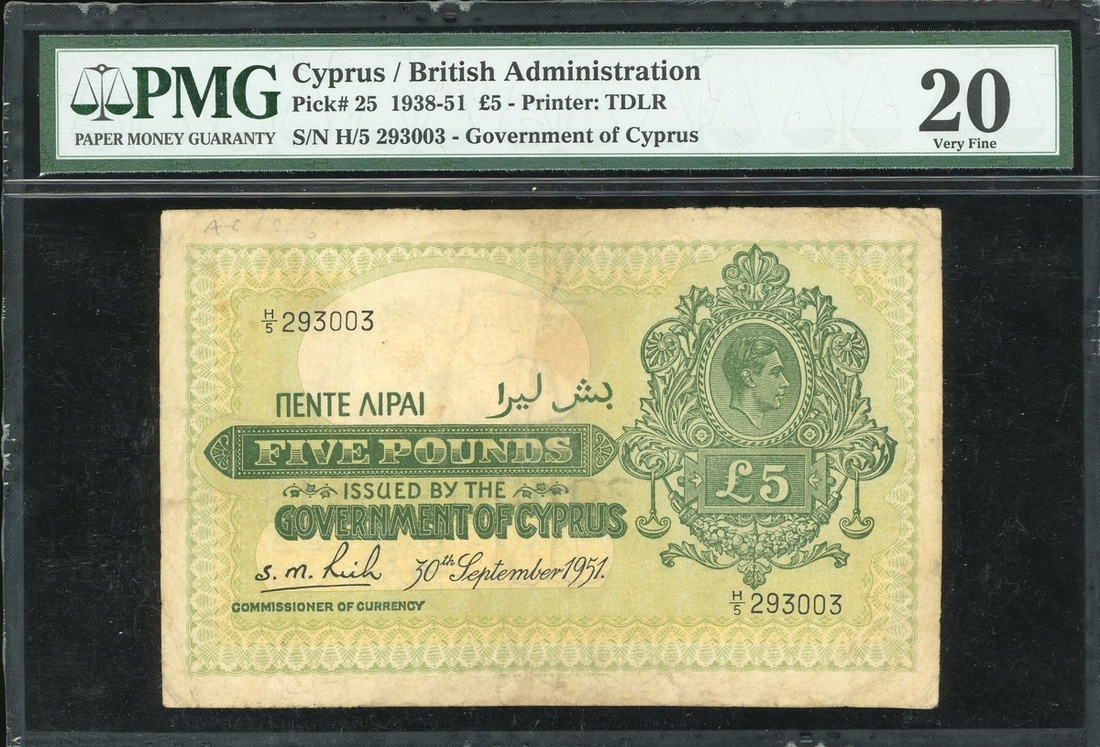 PMG
PAPER MONEY GUARANTY
Cyprus / British Administration
Pick# 25 1938-51 £5 - Printer: TDLR
S/N H/5 293003 - Government of Cyprus
20
Very Fine
H/5 293003
ΠΕΝΤΕ ΛΙΡΑΙ بش ليرا
FIVE POUNDS
£5
ISSUED BY THE
GOVERNMENT OF CYPRUS
30th September 1951.
COMMISSIONER OF CURRENCY
H/5 293003